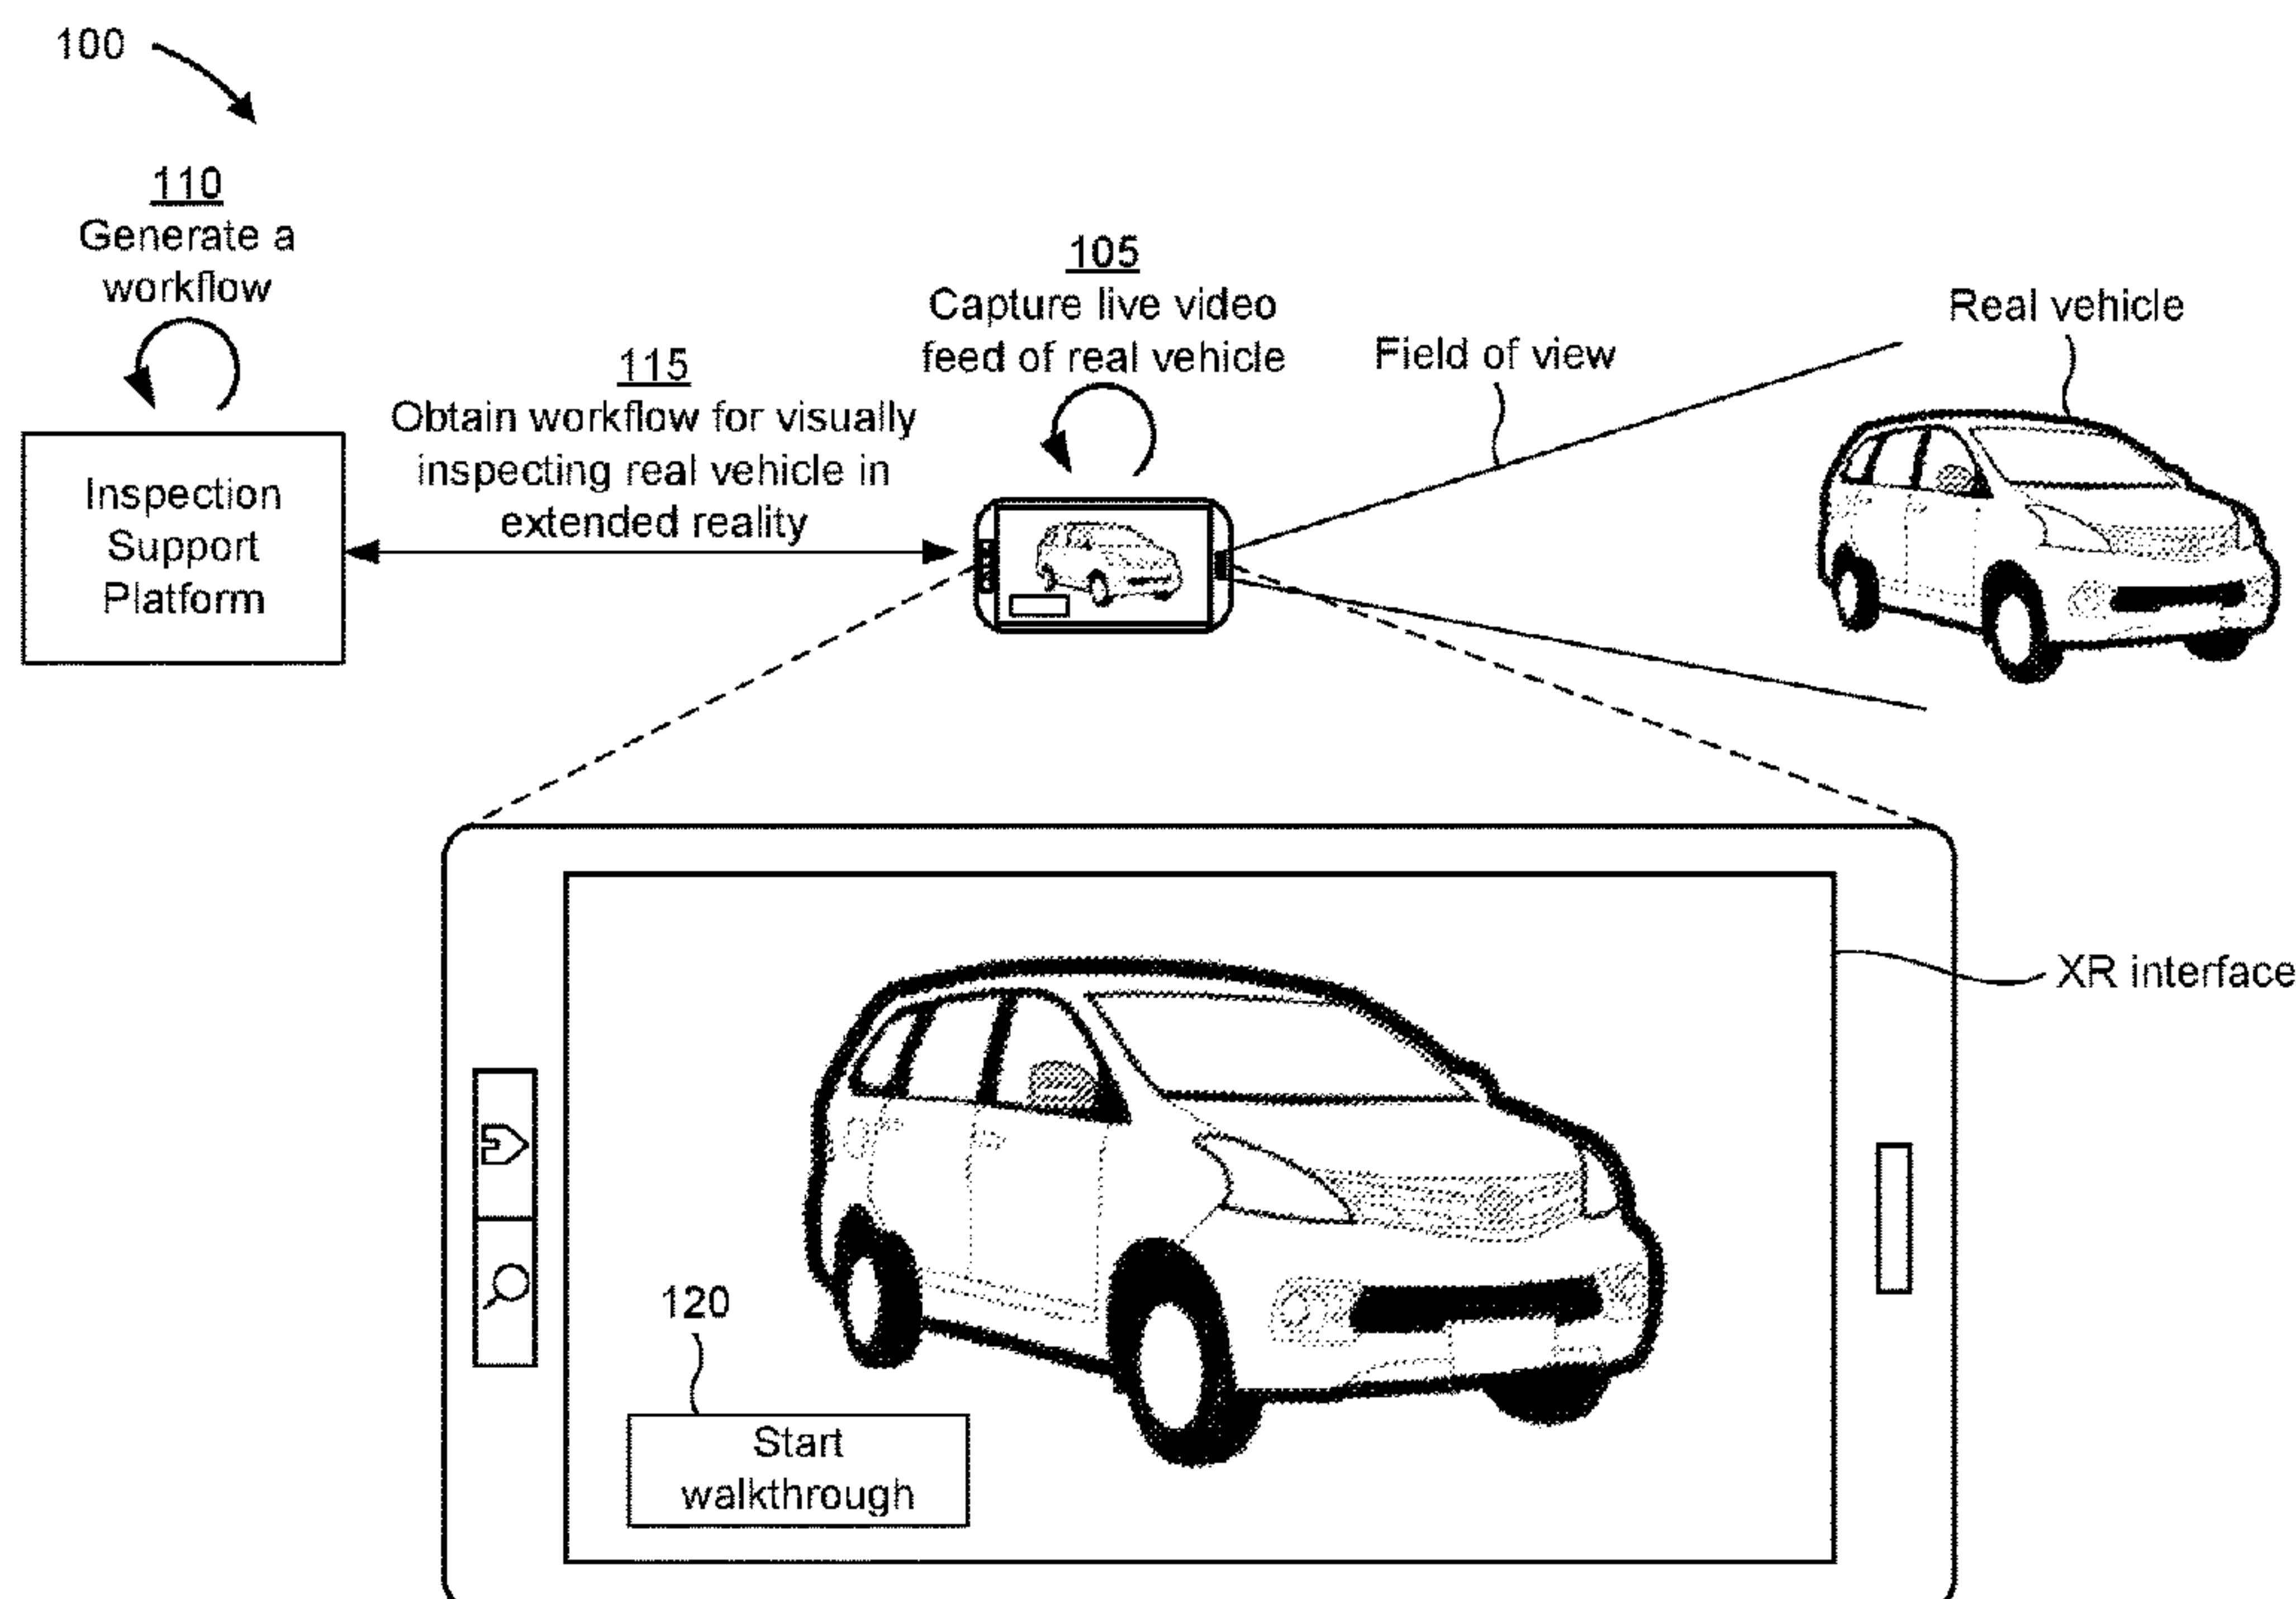 100
110
Generate a
workflow
Inspection
Support
Platform
115
Obtain workflow for visually
inspecting real vehicle in
extended reality
105
Capture live video
feed of real vehicle
Field of view
Real vehicle
XR interface
120
Start
walkthrough